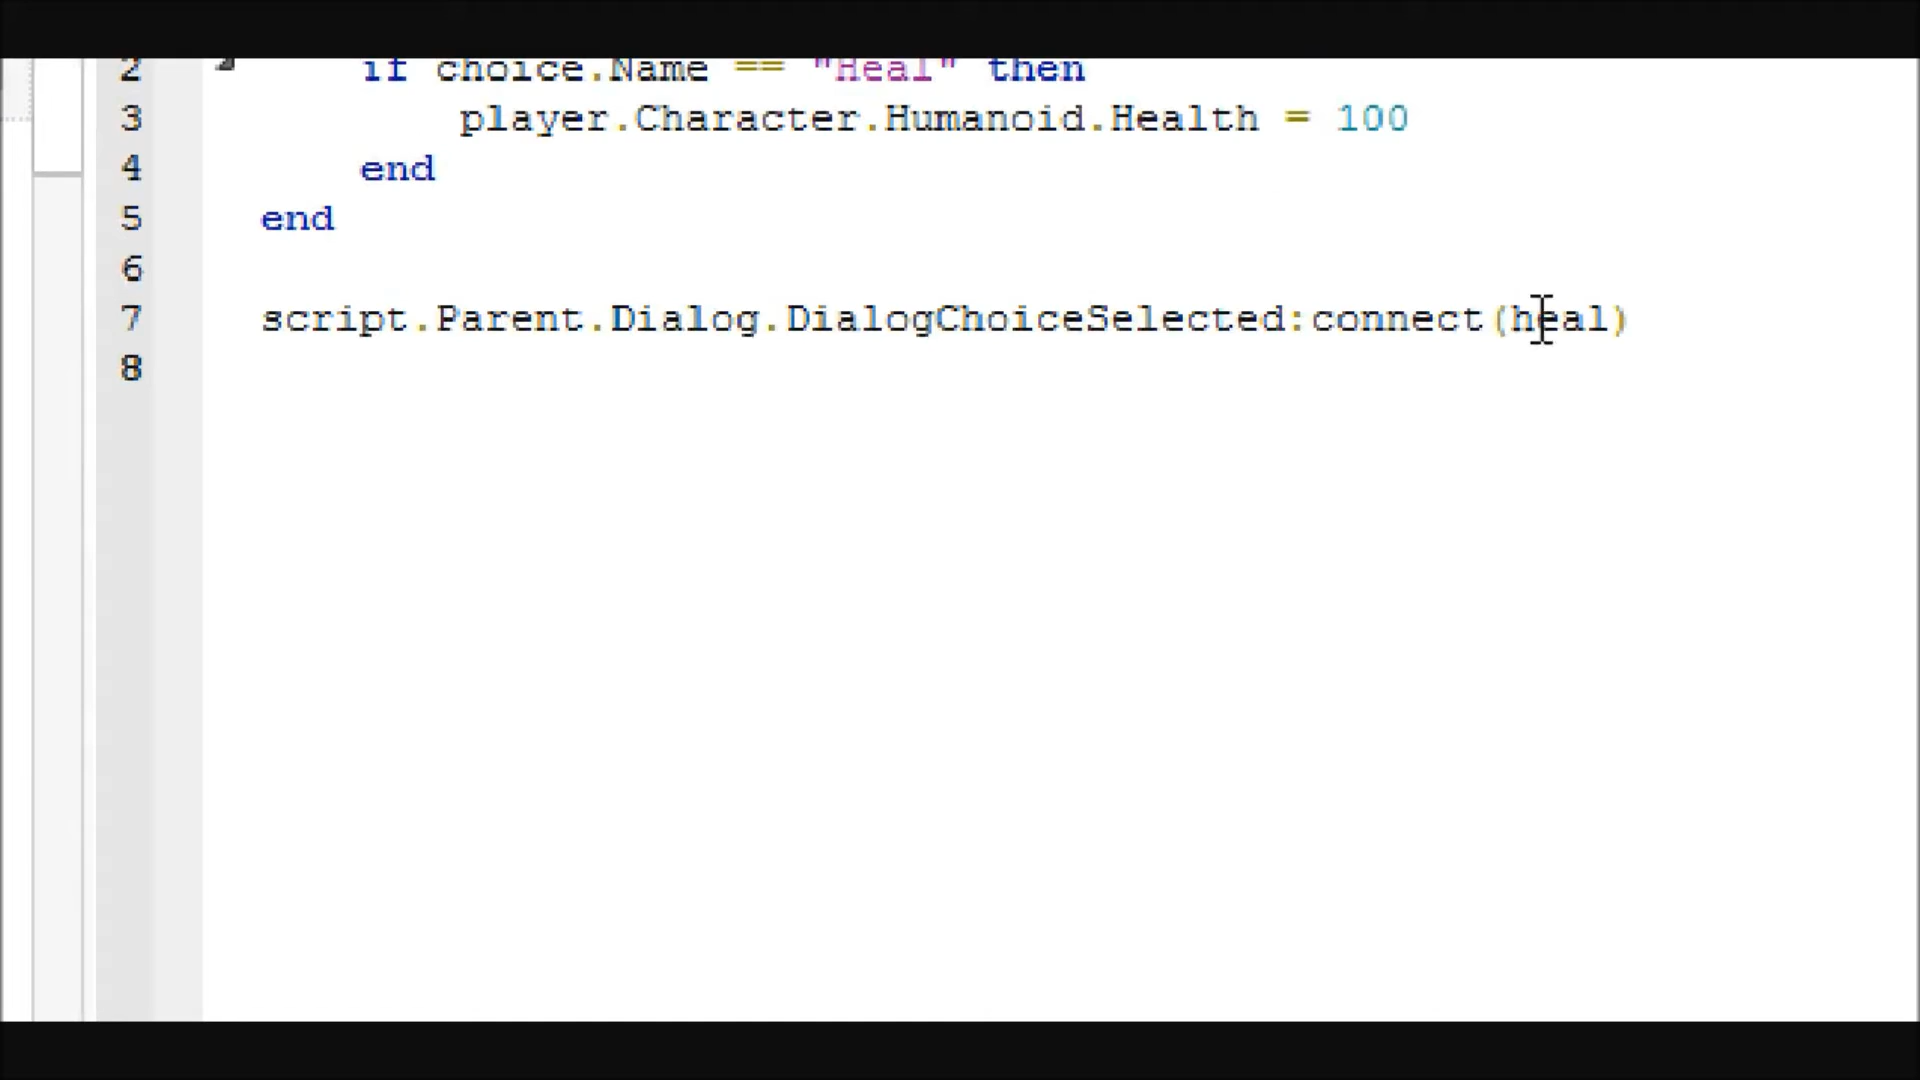 2 if choice.Name == "Heal" then
3 player.Character.Humanoid.Health = 100
4 end
5 end
6
7 script.Parent.Dialog.DialogChoiceSelected:connect(heal)
8